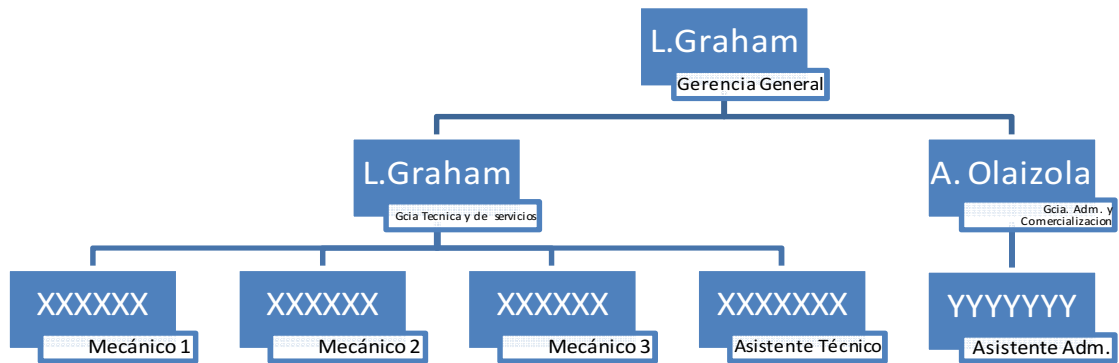 L.Graham
Gerencia General
L.Graham
Gcia Tecnica y de servicios
A. Olaizola
Gcia. Adm. y
Comercializacion
XXXXXX
Mecánico 1
XXXXXX
Mecánico 2
XXXXXX
Mecánico 3
XXXXXXX
Asistente Técnico
YYYYYYY
Asistente Adm.